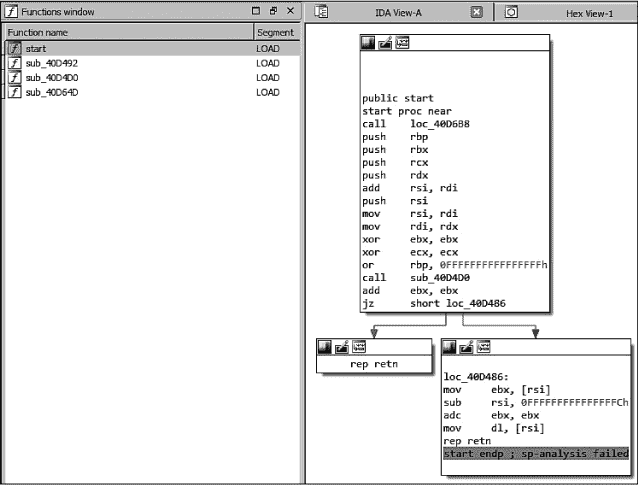 Functions window
IDA View-A
Hex View-1
Function name
Segment
start
LOAD
sub_40D492
LOAD
sub_40D4D0
LOAD
sub_40D64D
LOAD
public start
start proc near
call loc_40D6B8
push rbp
push rbx
push rcx
push rdx
add rsi, rdi
push rsi
mov rsi, rdi
mov rdi, rdx
xor ebx, ebx
xor ecx, ecx
or rbp, 0FFFFFFFFFFFFFFFFh
call sub_40D4D0
add ebx, ebx
jz short loc_40D486
rep retn
loc_40D486:
mov ebx, [rsi]
sub rsi, 0FFFFFFFFFFFFFFFCh
adc ebx, ebx
mov dl, [rsi]
rep retn
start endp ; sp-analysis failed